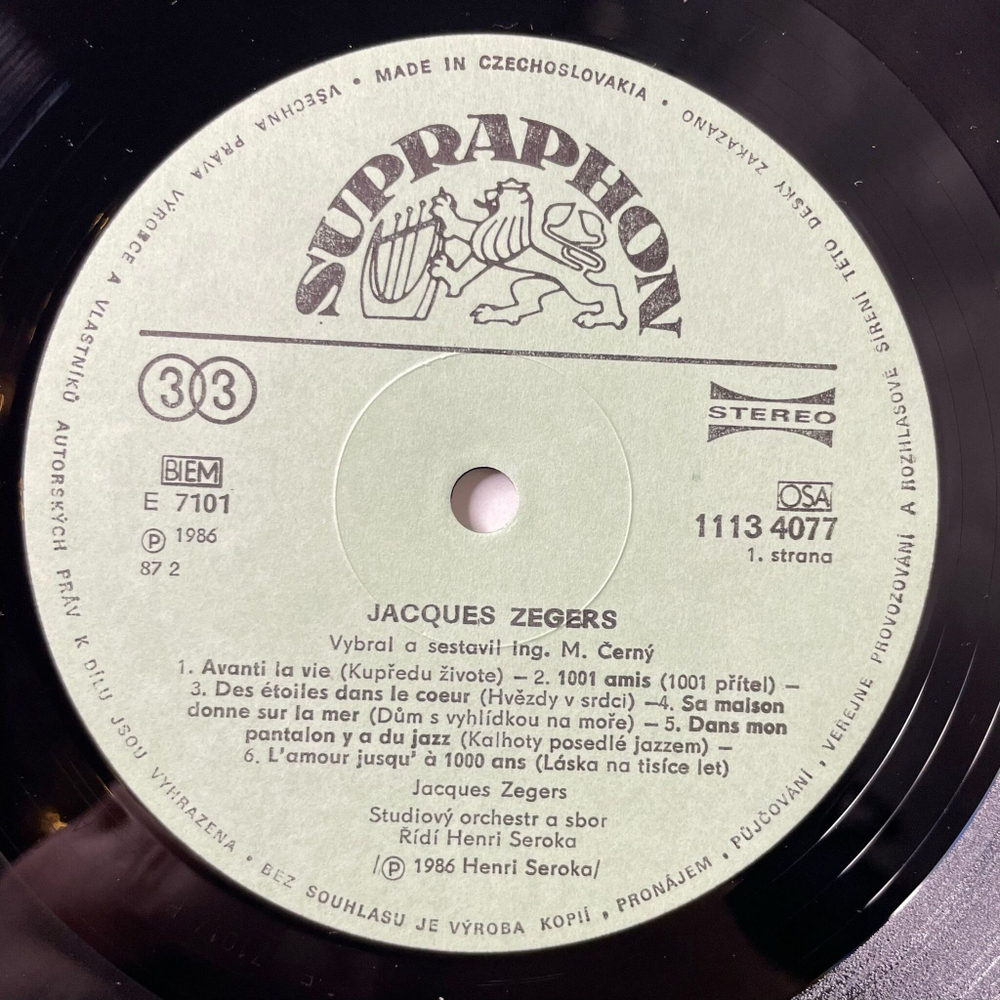 MADE IN CZECHOSLOVAKIA •
VŠECHNA PRÁVA VÝROBCE A VLASTNÍKŮ AUTORSKÝCH PRÁV K DÍLU JSOU VYHRAZENA • BEZ SOUHLASU JE VÝROBA KOPIÍ, PRONÁJEM, PŮJČOVÁNÍ, VEREJNE PROVOZOVÁNÍ A ROZHLASOVÉ ŠÍRENÍ TÉTO DESKY ZAKÁZÁNO •
SUPRAPHON
33
STEREO
BIEM
E 7101
Ⓟ 1986
87 2
OSA
1113 4077
1. strana
JACQUES ZEGERS
Vybral a sestavil ing. M. Černý
1. Avanti la vie (Kupředu živote) — 2. 1001 amis (1001 přítel) —
3. Des étoiles dans le coeur (Hvězdy v srdci) —4. Sa maison
donne sur la mer (Dům s vyhlídkou na moře) — 5. Dans mon
pantalon y a du jazz (Kalhoty posedlé jazzem) —
6. L'amour jusqu' à 1000 ans (Láska na tisíce let)
Jacques Zegers
Studiový orchestr a sbor
Řídí Henri Seroka
/Ⓟ 1986 Henri Seroka/